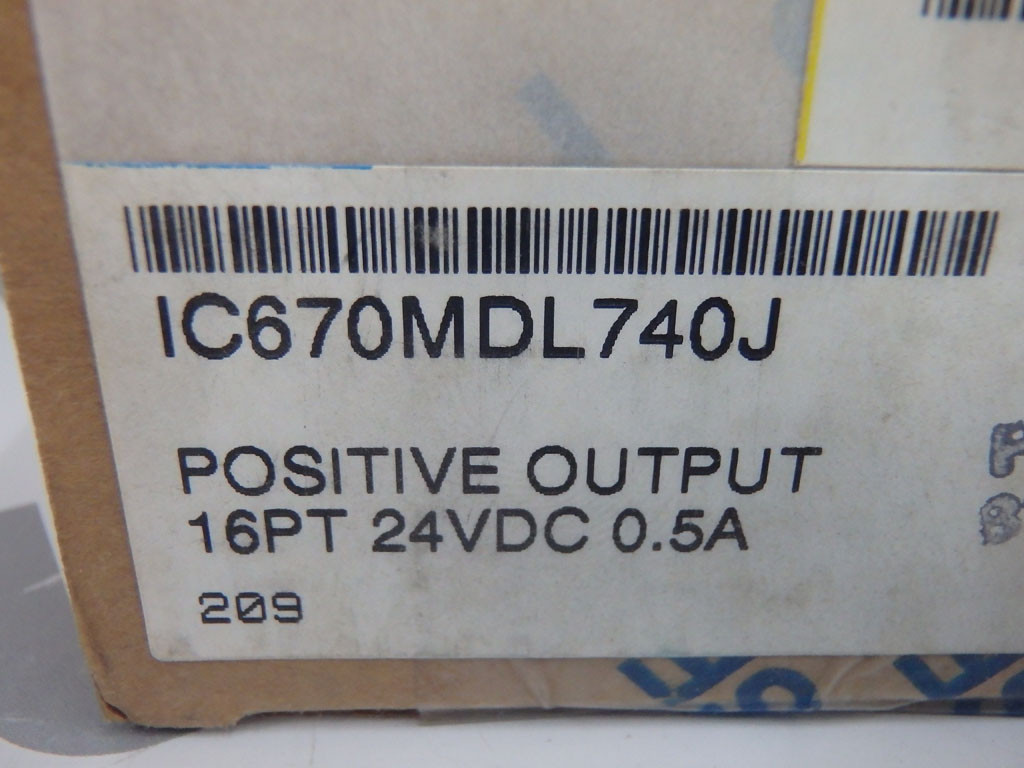 IC670MDL740J
POSITIVE OUTPUT
16PT 24VDC 0.5A
209